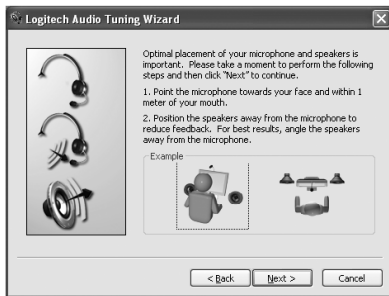 Logitech Audio Tuning Wizard
Optimal placement of your microphone and speakers is
important. Please take a moment to perform the following
steps and then click "Next" to continue.
1. Point the microphone towards your face and within 1
meter of your mouth.
2. Position the speakers away from the microphone to
reduce feedback. For best results, angle the speakers
away from the microphone.
Example
< Back
Next >
Cancel